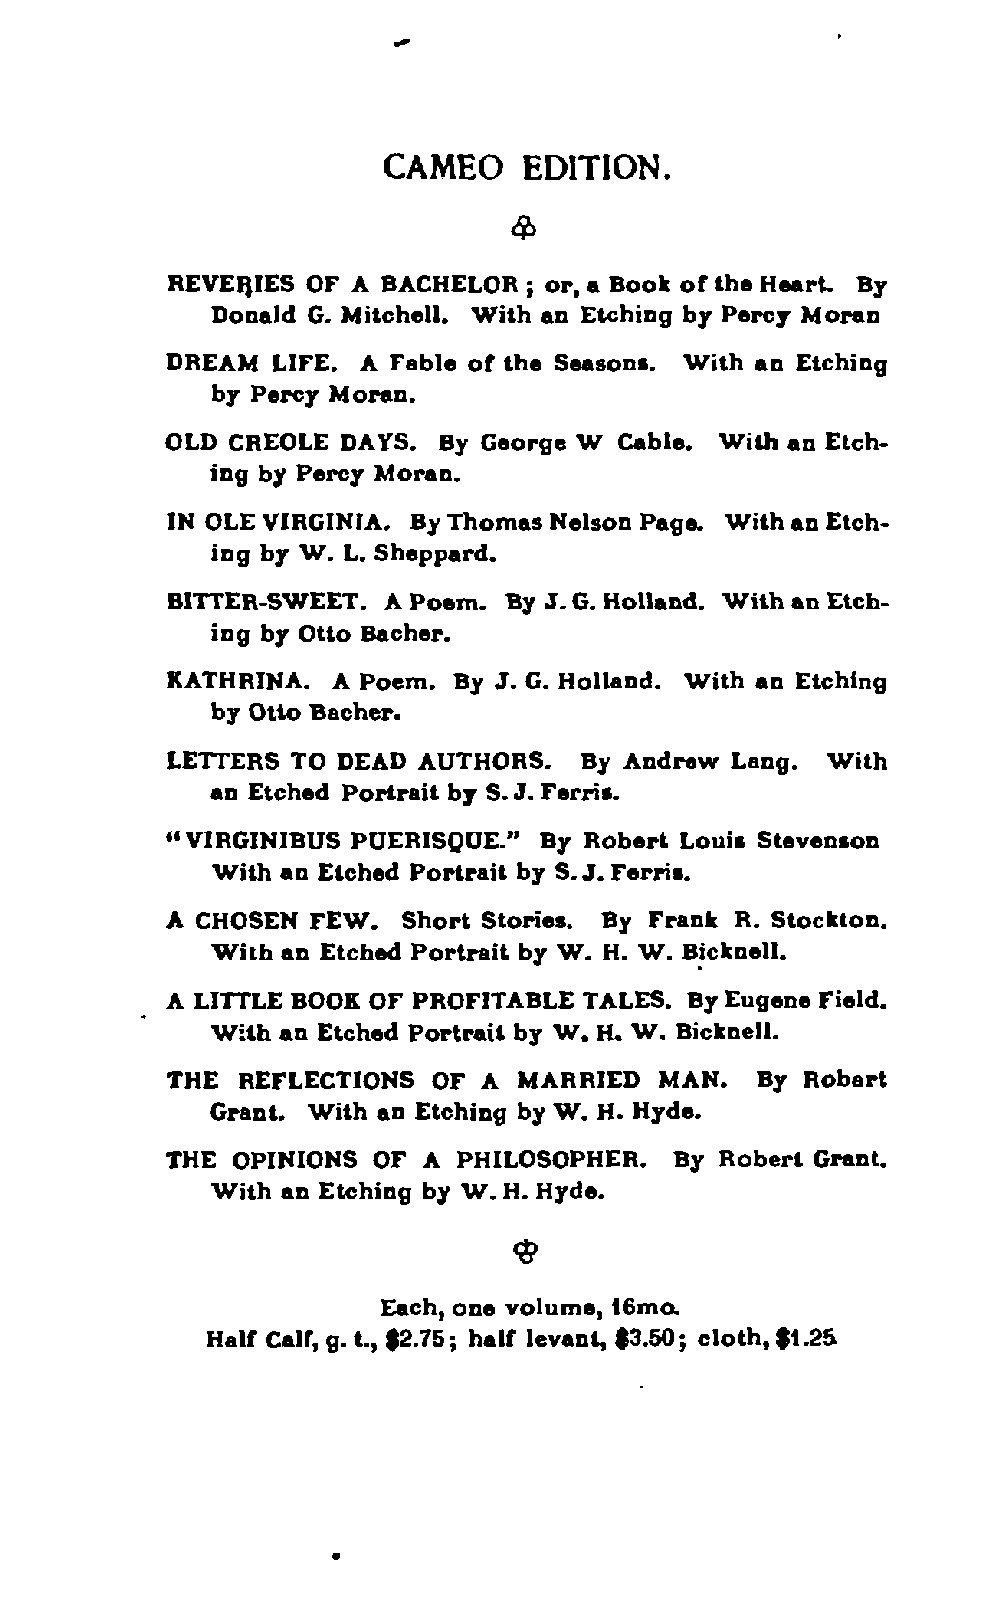 CAMEO EDITION.
REVERIES OF A BACHELOR; or, a Book of the Heart. By
Donald G. Mitchell. With an Etching by Percy Moran
DREAM LIFE. A Fable of the Seasons. With an Etching
by Percy Moran.
OLD CREOLE DAYS. By George W Cable. With an Etch-
ing by Percy Moran.
IN OLE VIRGINIA. By Thomas Nelson Page. With an Etch-
ing by W. L. Sheppard.
BITTER-SWEET. A Poem. By J. G. Holland. With an Etch-
ing by Otto Bacher.
KATHRINA. A Poem. By J. G. Holland. With an Etching
by Otto Bacher.
LETTERS TO DEAD AUTHORS. By Andrew Lang. With
an Etched Portrait by S. J. Ferris.
"VIRGINIBUS PUERISQUE." By Robert Louis Stevenson
With an Etched Portrait by S. J. Ferris.
A CHOSEN FEW. Short Stories. By Frank R. Stockton.
With an Etched Portrait by W. H. W. Bicknell.
A LITTLE BOOK OF PROFITABLE TALES. By Eugene Field.
With an Etched Portrait by W. H. W. Bicknell.
THE REFLECTIONS OF A MARRIED MAN. By Robert
Grant. With an Etching by W. H. Hyde.
THE OPINIONS OF A PHILOSOPHER. By Robert Grant.
With an Etching by W. H. Hyde.
Each, one volume, 16mo.
Half Calf, g. t., $2.75; half levant, $3.50; cloth, $1.25